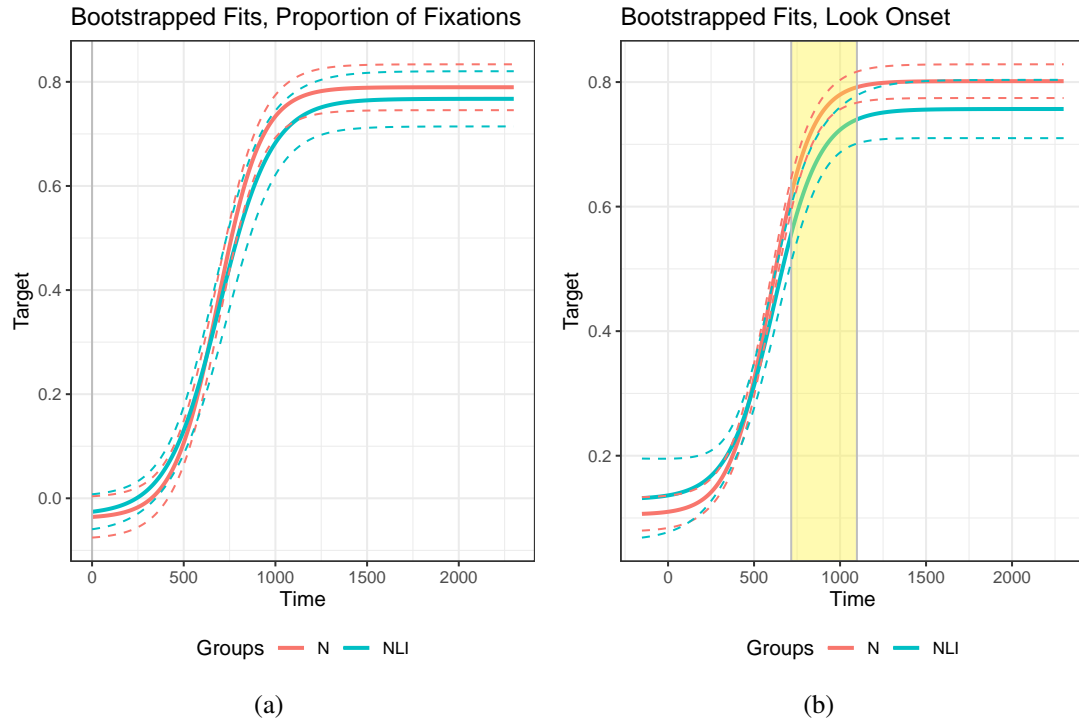 Bootstrapped Fits, Proportion of Fixations
Target
0.8
0.6
0.4
0.2
0.0
0 500 1000 1500 2000
Time
Groups N NLI
(a)
Bootstrapped Fits, Look Onset
Target
0.8
0.6
0.4
0.2
0 500 1000 1500 2000
Time
Groups N NLI
(b)